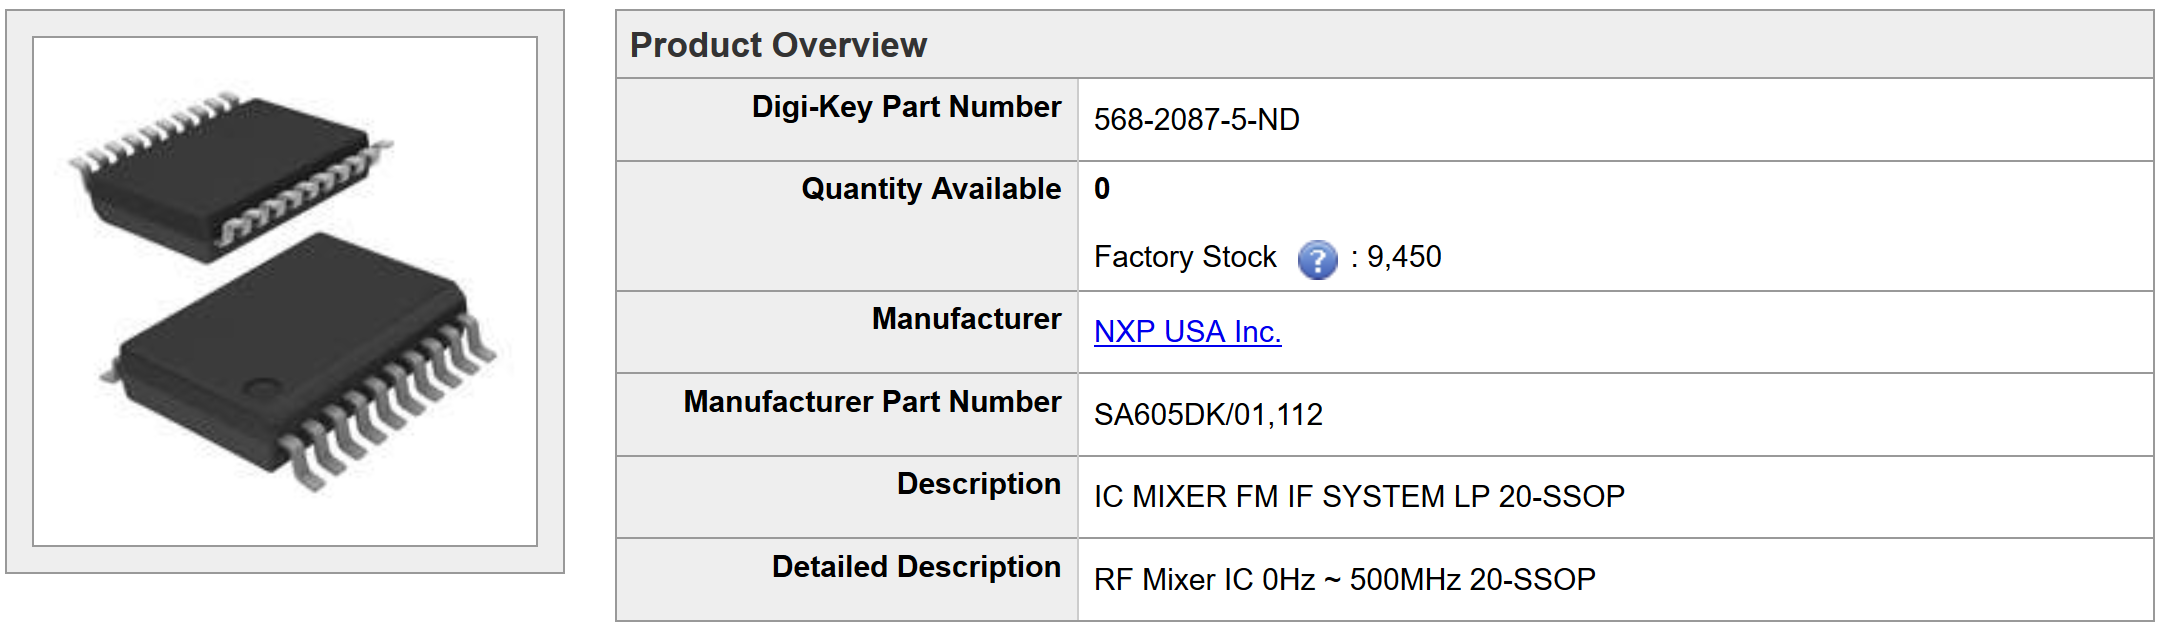 Product Overview
Digi-Key Part Number 568-2087-5-ND
Quantity Available 0
Factory Stock ? : 9,450
Manufacturer NXP USA Inc.
Manufacturer Part Number SA605DK/01,112
Description IC MIXER FM IF SYSTEM LP 20-SSOP
Detailed Description RF Mixer IC 0Hz ~ 500MHz 20-SSOP